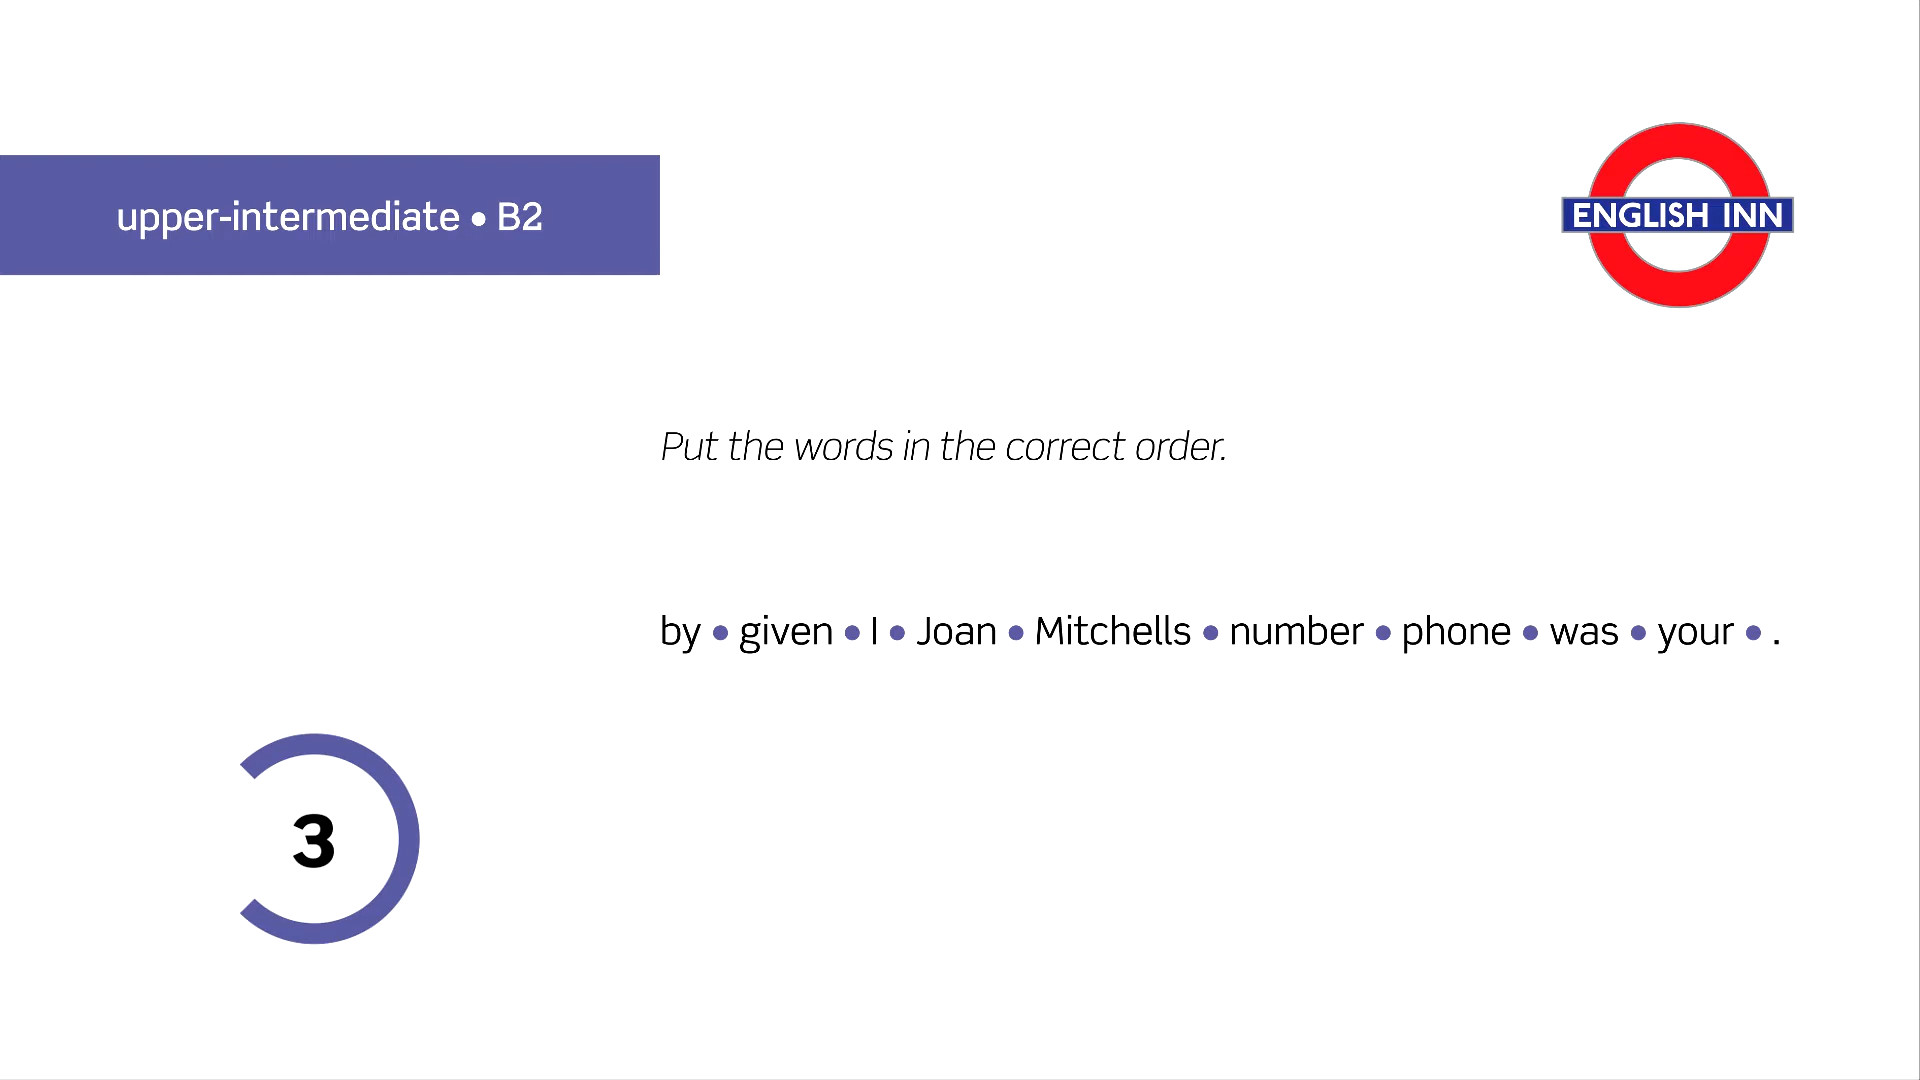 upper-intermediate • B2
ENGLISH INN
Put the words in the correct order.
by • given • I • Joan • Mitchells • number • phone • was • your • .
3